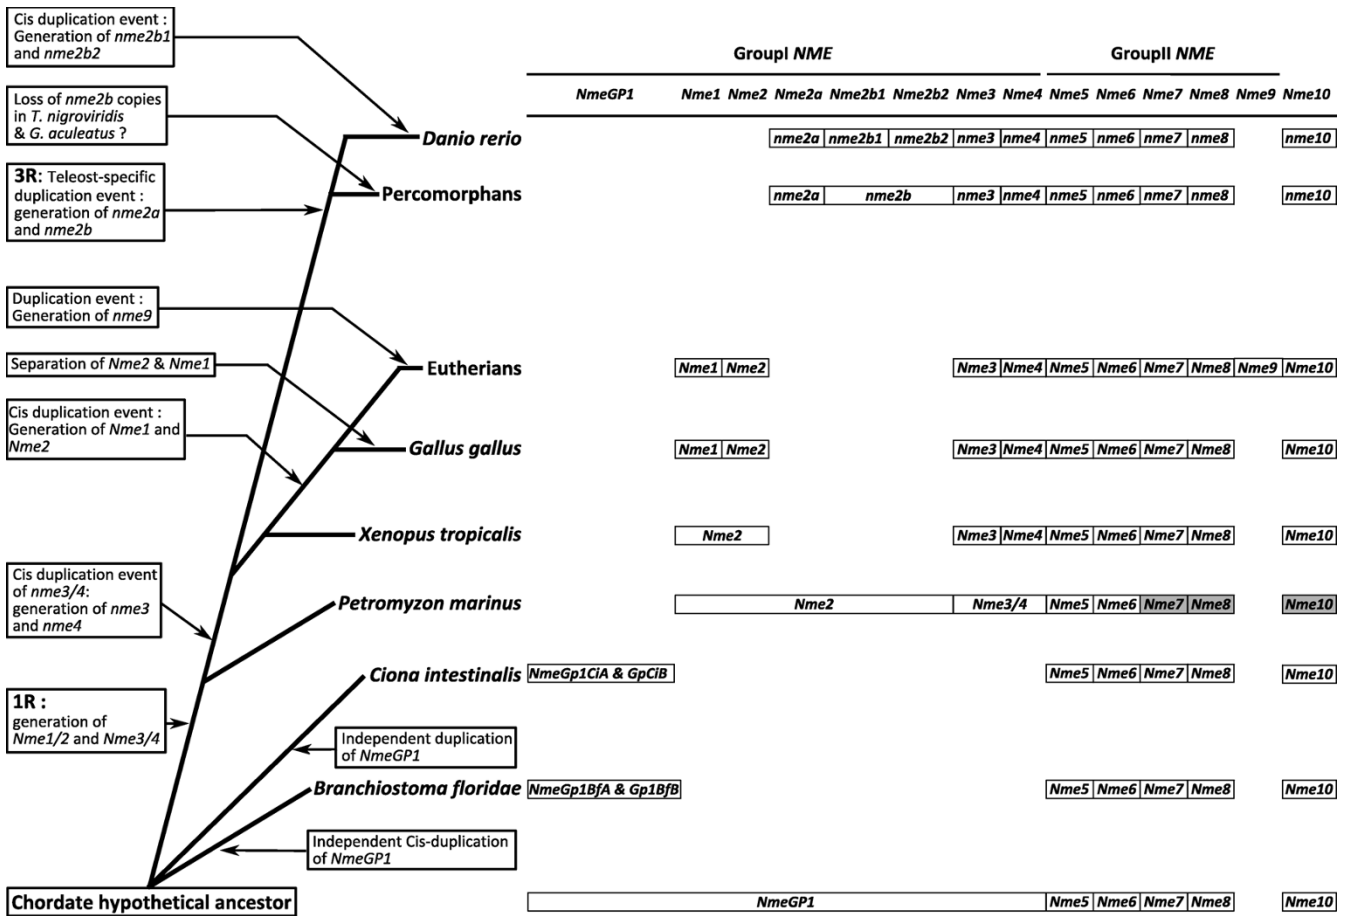 Cis duplication event :
Generation of nme2b1
and nme2b2
Loss of nme2b copies
in T. nigroviridis
& G. aculeatus ?
3R: Teleost-specific
duplication event :
generation of nme2a
and nme2b
Duplication event :
Generation of nme9
Separation of Nme2 & Nme1
Cis duplication event :
Generation of Nme1 and
Nme2
Cis duplication event
of nme3/4:
generation of nme3
and nme4
1R :
generation of
Nme1/2 and Nme3/4
Independent duplication
of NmeGP1
Independent Cis-duplication
of NmeGP1
GroupI NME GroupII NME
NmeGP1 Nme1 Nme2 Nme2a Nme2b1 Nme2b2 Nme3 Nme4 Nme5 Nme6 Nme7 Nme8 Nme9 Nme10
Danio rerio nme2a nme2b1 nme2b2 nme3 nme4 nme5 nme6 nme7 nme8 nme10
Percomorphans nme2a nme2b nme3 nme4 nme5 nme6 nme7 nme8 nme10
Eutherians Nme1 Nme2 Nme3 Nme4 Nme5 Nme6 Nme7 Nme8 Nme9 Nme10
Gallus gallus Nme1 Nme2 Nme3 Nme4 Nme5 Nme6 Nme7 Nme8 Nme10
Xenopus tropicalis Nme2 Nme3 Nme4 Nme5 Nme6 Nme7 Nme8 Nme10
Petromyzon marinus Nme2 Nme3/4 Nme5 Nme6 Nme7 Nme8 Nme10
Ciona intestinalis NmeGp1CiA & GpCiB Nme5 Nme6 Nme7 Nme8 Nme10
Branchiostoma floridae NmeGp1BfA & Gp1BfB Nme5 Nme6 Nme7 Nme8 Nme10
Chordate hypothetical ancestor NmeGP1 Nme5 Nme6 Nme7 Nme8 Nme10